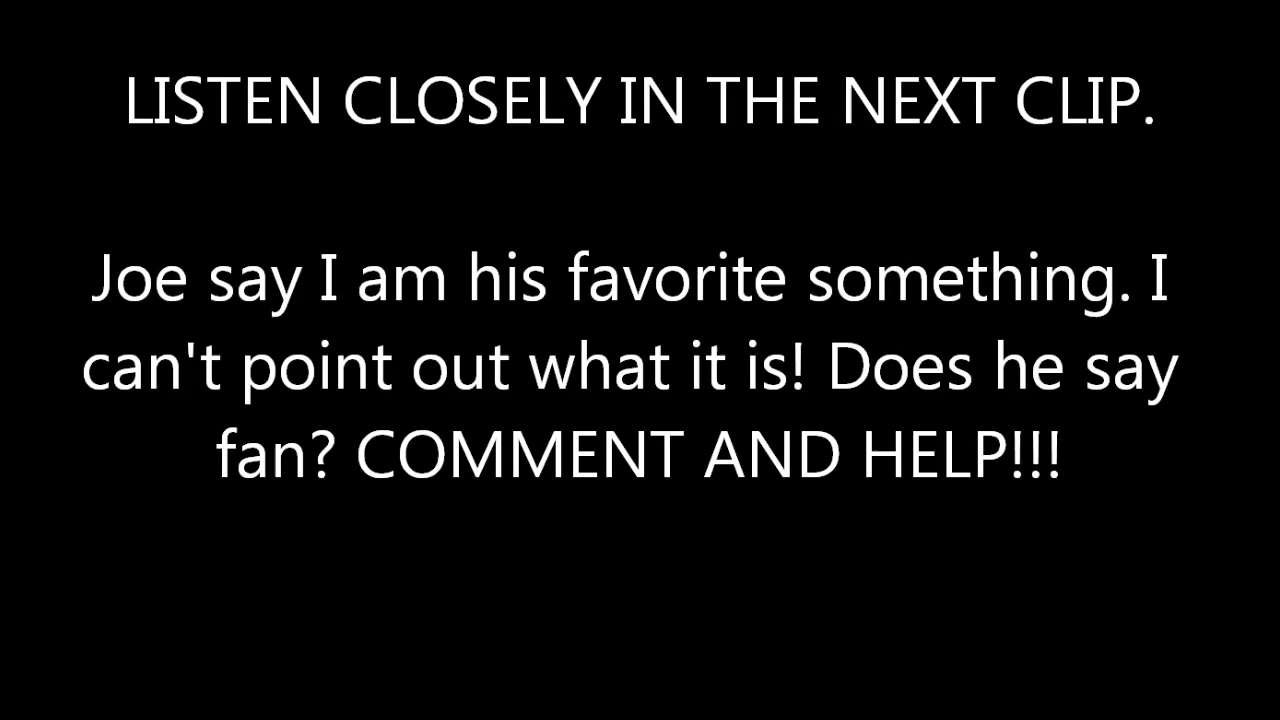 LISTEN CLOSELY IN THE NEXT CLIP.
Joe say I am his favorite something. I
can't point out what it is! Does he say
fan? COMMENT AND HELP!!!